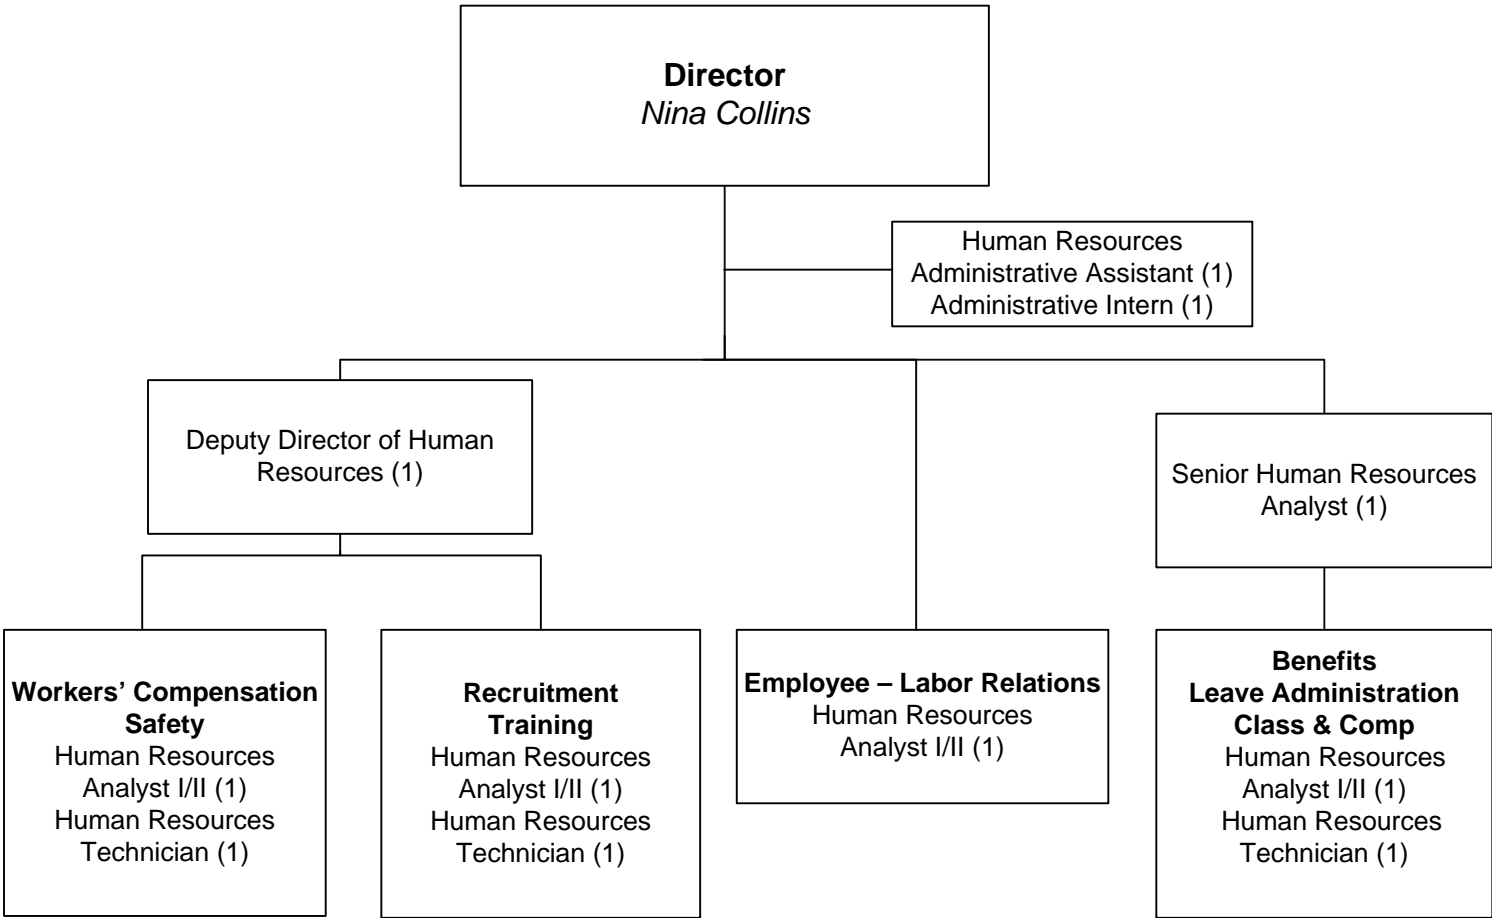 Director
Nina Collins
Human Resources
Administrative Assistant (1)
Administrative Intern (1)
Deputy Director of Human
Resources (1)
Senior Human Resources
Analyst (1)
Workers’ Compensation
Safety
Human Resources
Analyst I/II (1)
Human Resources
Technician (1)
Recruitment
Training
Human Resources
Analyst I/II (1)
Human Resources
Technician (1)
Employee – Labor Relations
Human Resources
Analyst I/II (1)
Benefits
Leave Administration
Class & Comp
Human Resources
Analyst I/II (1)
Human Resources
Technician (1)